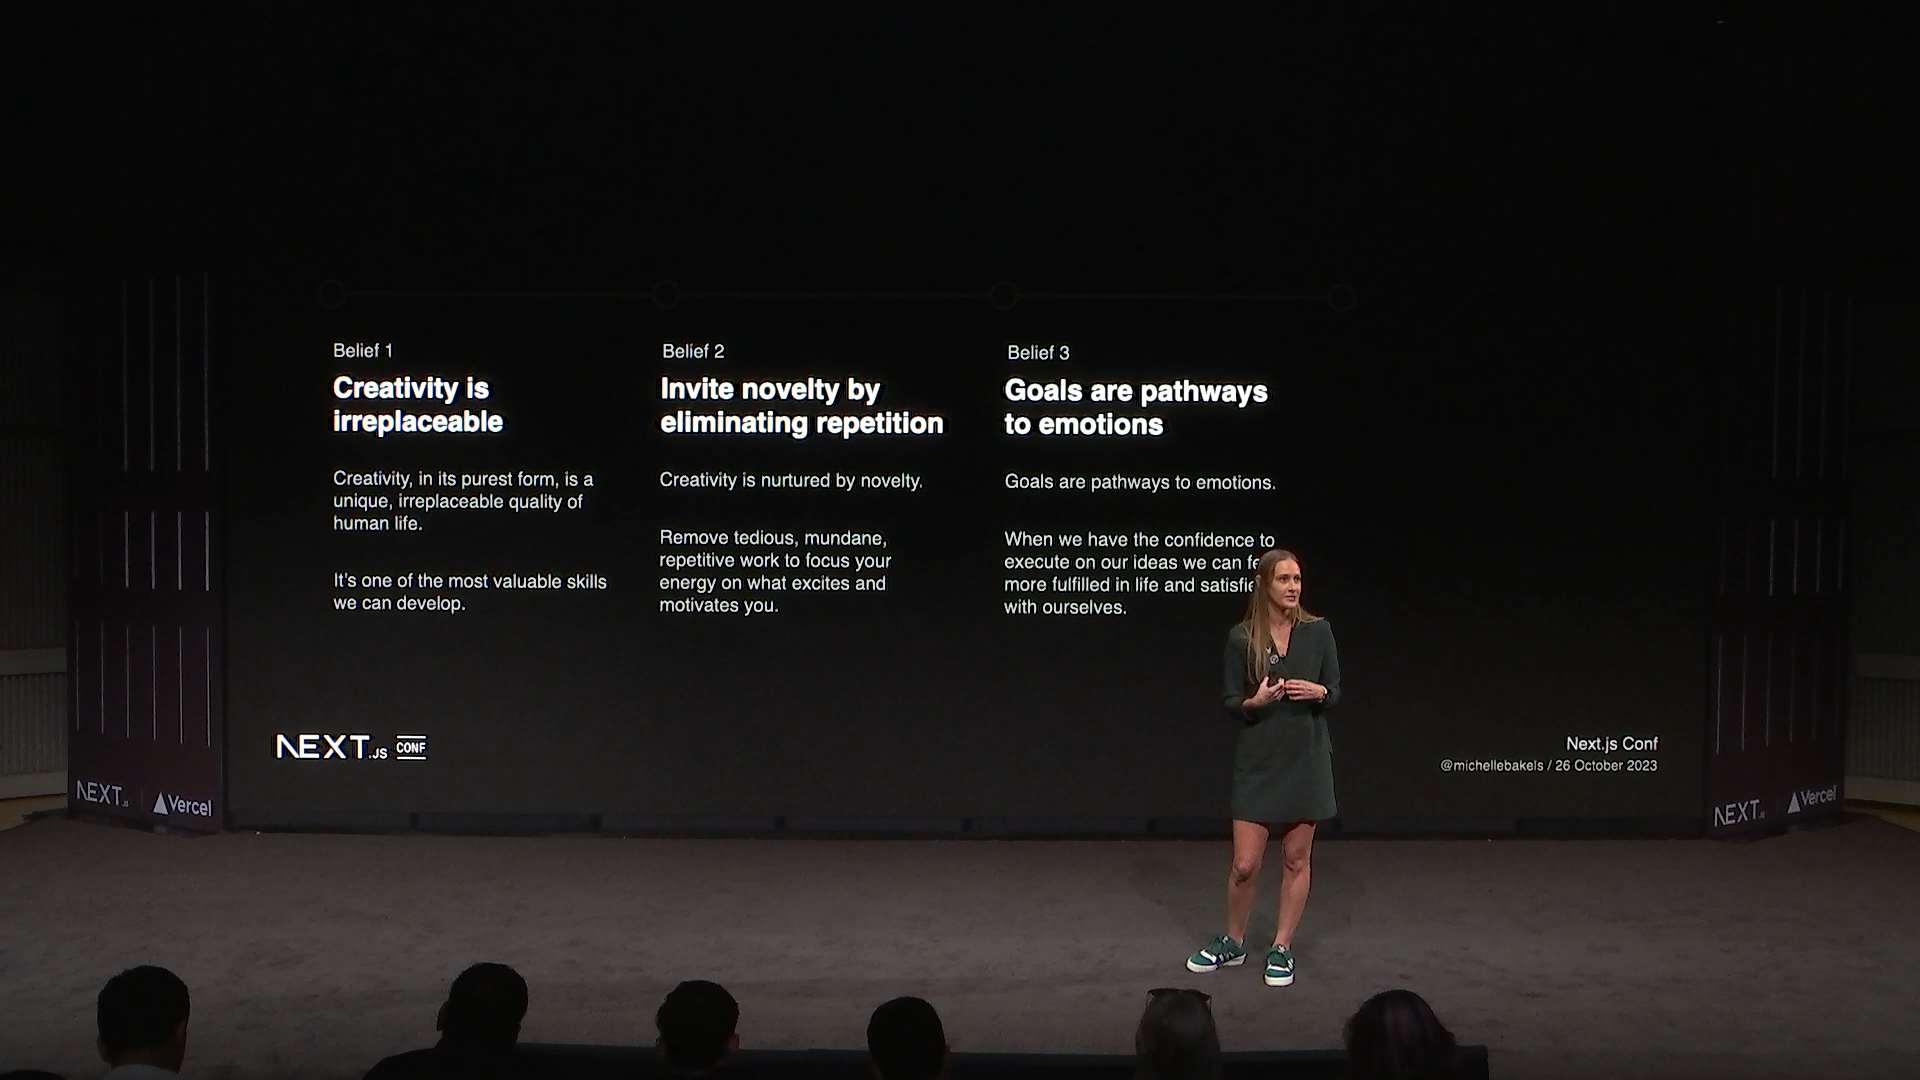 Belief 1
Creativity is
irreplaceable
Creativity, in its purest form, is a
unique, irreplaceable quality of
human life.
It's one of the most valuable skills
we can develop.
Belief 2
Invite novelty by
eliminating repetition
Creativity is nurtured by novelty.
Remove tedious, mundane,
repetitive work to focus your
energy on what excites and
motivates you.
Belief 3
Goals are pathways
to emotions
Goals are pathways to emotions.
When we have the confidence to
execute on our ideas we can
more fulfilled in life and
with ourselves.
NEXT.JS CONF
Next.js Conf
@michellebakels / 26 October 2023
NEXT.JS Vercel
NEXT.JS Vercel